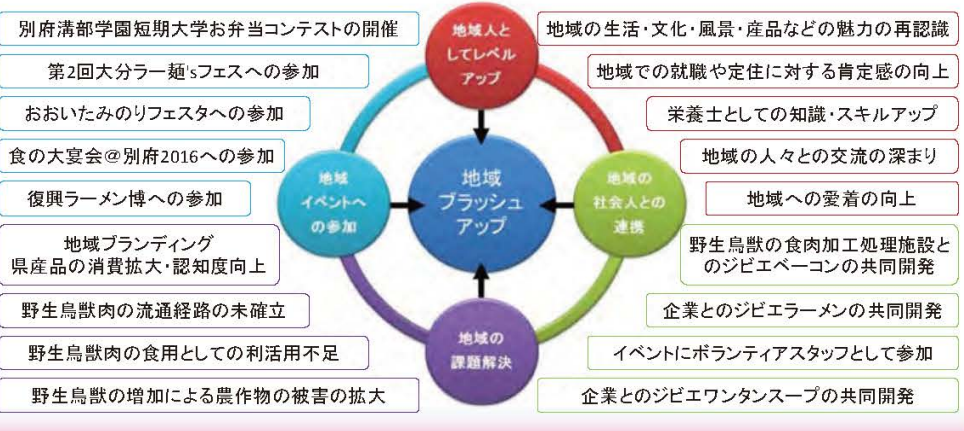 別府溝部学園短期大学お弁当コンテストの開催
第2回大分ラー麺'sフェスへの参加
おおいたみのりフェスタへの参加
食の大宴会@別府2016への参加
復興ラーメン博への参加
地域ブランディング
県産品の消費拡大・認知度向上
野生鳥獣肉の流通経路の未確立
野生鳥獣肉の食用としての利活用不足
野生鳥獣の増加による農作物の被害の拡大
地域人と
してレベル
アップ
地域
イベントへ
の参加
地域
ブラッシュ
アップ
地域の
社会人との
連携
地域の
課題解決
地域の生活・文化・風景・産品などの魅力の再認識
地域での就職や定住に対する肯定感の向上
栄養士としての知識・スキルアップ
地域の人々との交流の深まり
地域への愛着の向上
野生鳥獣の食肉加工処理施設と
のジビエベーコンの共同開発
企業とのジビエラーメンの共同開発
イベントにボランティアスタッフとして参加
企業とのジビエワンタンスープの共同開発